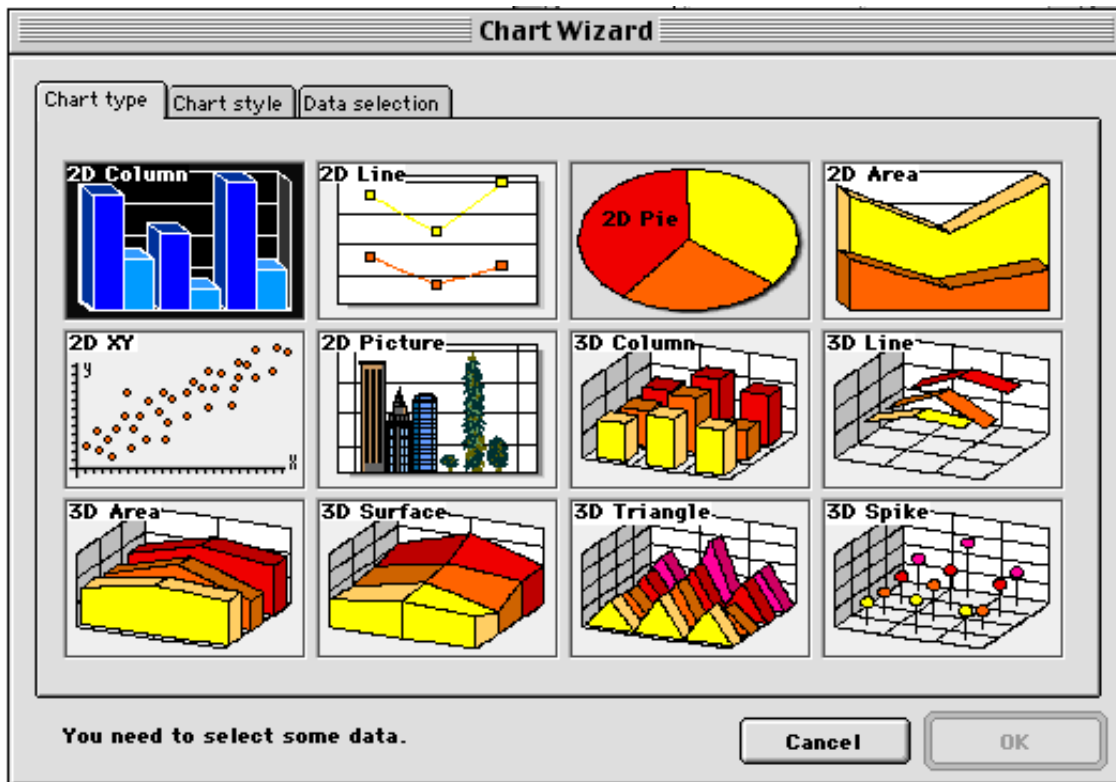 Chart Wizard
Chart type
Chart style
Data selection
2D Column
2D Line
2D Pie
2D Area
2D XY
y
x
2D Picture
3D Column
3D Line
3D Area
3D Surface
3D Triangle
3D Spike
You need to select some data.
Cancel
OK